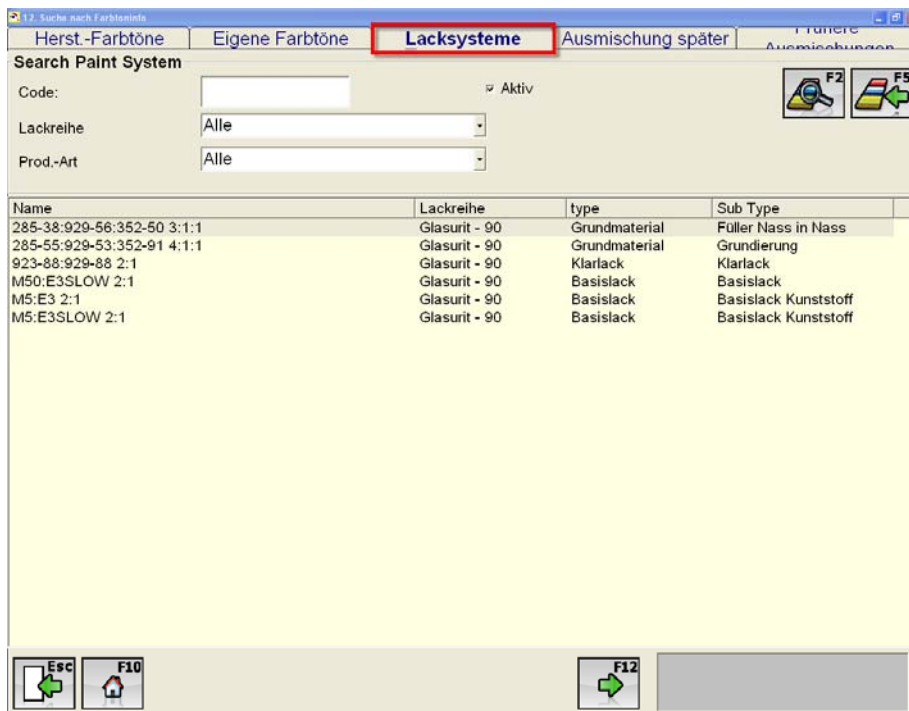 12. Suche nach Farbtoninfo
Herst.-Farbtöne Eigene Farbtöne Lacksysteme Ausmischung später Frühere
Ausmischungen
Search Paint System
Code: Aktiv F2 F5
Lackreihe Alle
Prod.-Art Alle
Name Lackreihe type Sub Type
285-38:929-56:352-50 3:1:1 Glasurit - 90 Grundmaterial Füller Nass in Nass
285-55:929-53:352-91 4:1:1 Glasurit - 90 Grundmaterial Grundierung
923-88:929-88 2:1 Glasurit - 90 Klarlack Klarlack
M50:E3SLOW 2:1 Glasurit - 90 Basislack Basislack
M5:E3 2:1 Glasurit - 90 Basislack Basislack Kunststoff
M5:E3SLOW 2:1 Glasurit - 90 Basislack Basislack Kunststoff
Esc F10 F12